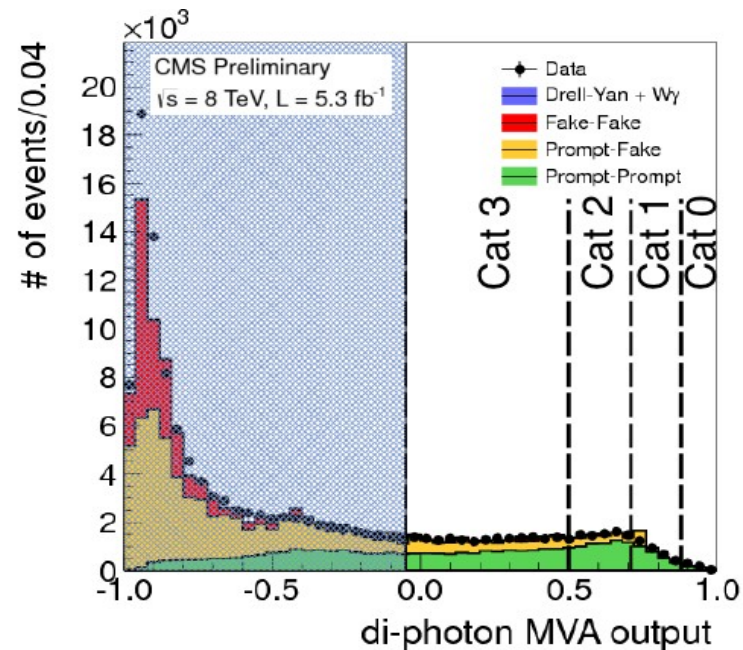 ×10³
# of events/0.04
20
18
16
14
12
10
8
6
4
2
0
CMS Preliminary
√s = 8 TeV, L = 5.3 fb⁻¹
Data
Drell-Yan + Wγ
Fake-Fake
Prompt-Fake
Prompt-Prompt
Cat 3
Cat 2
Cat 1
Cat 0
-1.0 -0.5 0.0 0.5 1.0
di-photon MVA output